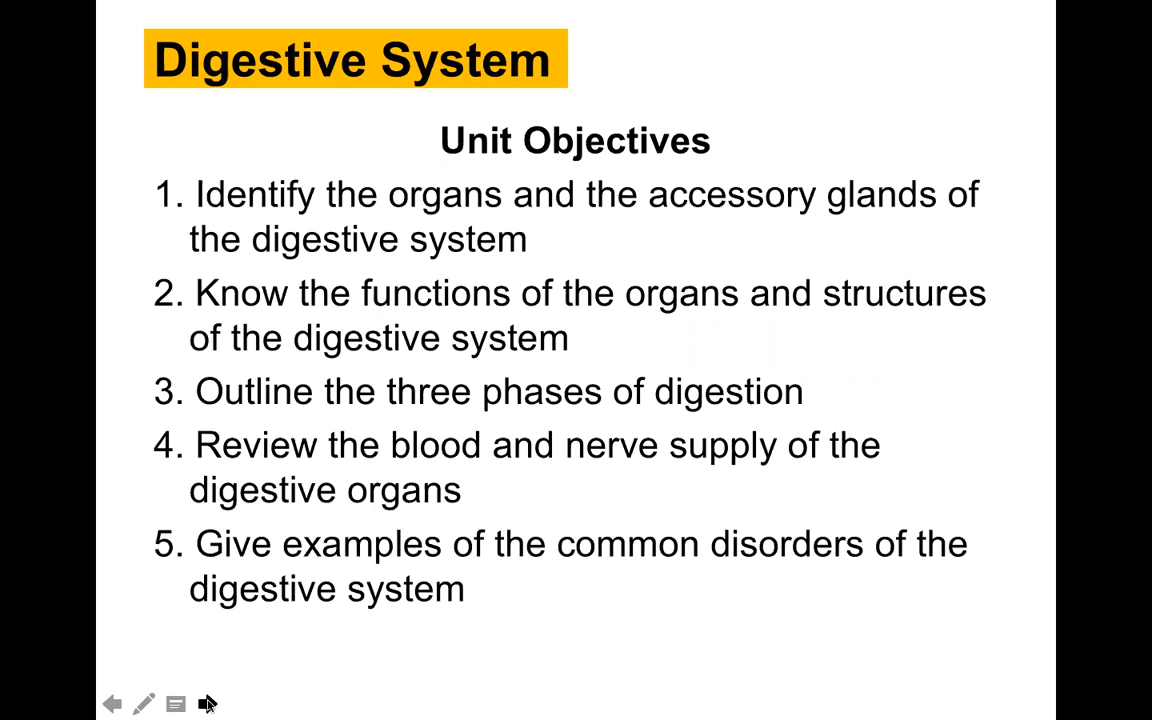 Digestive System
Unit Objectives
1. Identify the organs and the accessory glands of
the digestive system
2. Know the functions of the organs and structures
of the digestive system
3. Outline the three phases of digestion
4. Review the blood and nerve supply of the
digestive organs
5. Give examples of the common disorders of the
digestive system